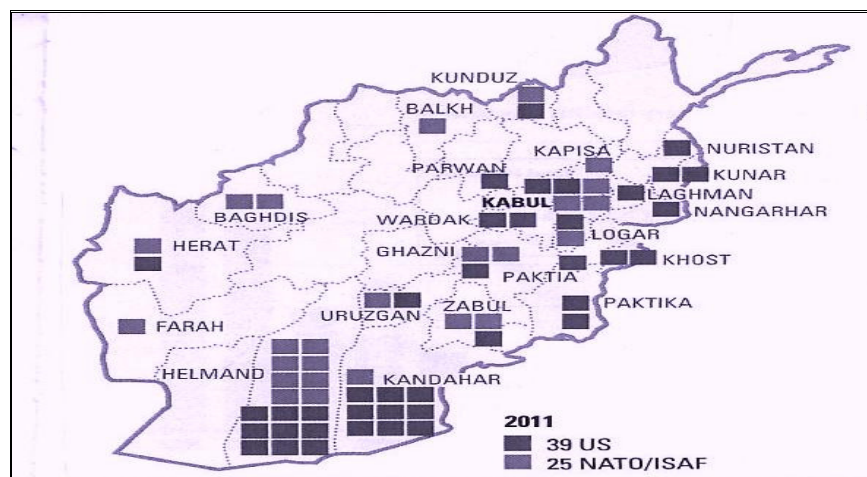 KUNDUZ
BALKH
KAPISA
NURISTAN
PARWAN
KUNAR
LAGHMAN
KABUL
NANGARHAR
BAGHDIS
WARDAK
LOGAR
HERAT
GHAZNI
KHOST
PAKTIA
URUZGAN
ZABUL
PAKTIKA
FARAH
HELMAND
KANDAHAR
2011
39 US
25 NATO/ISAF